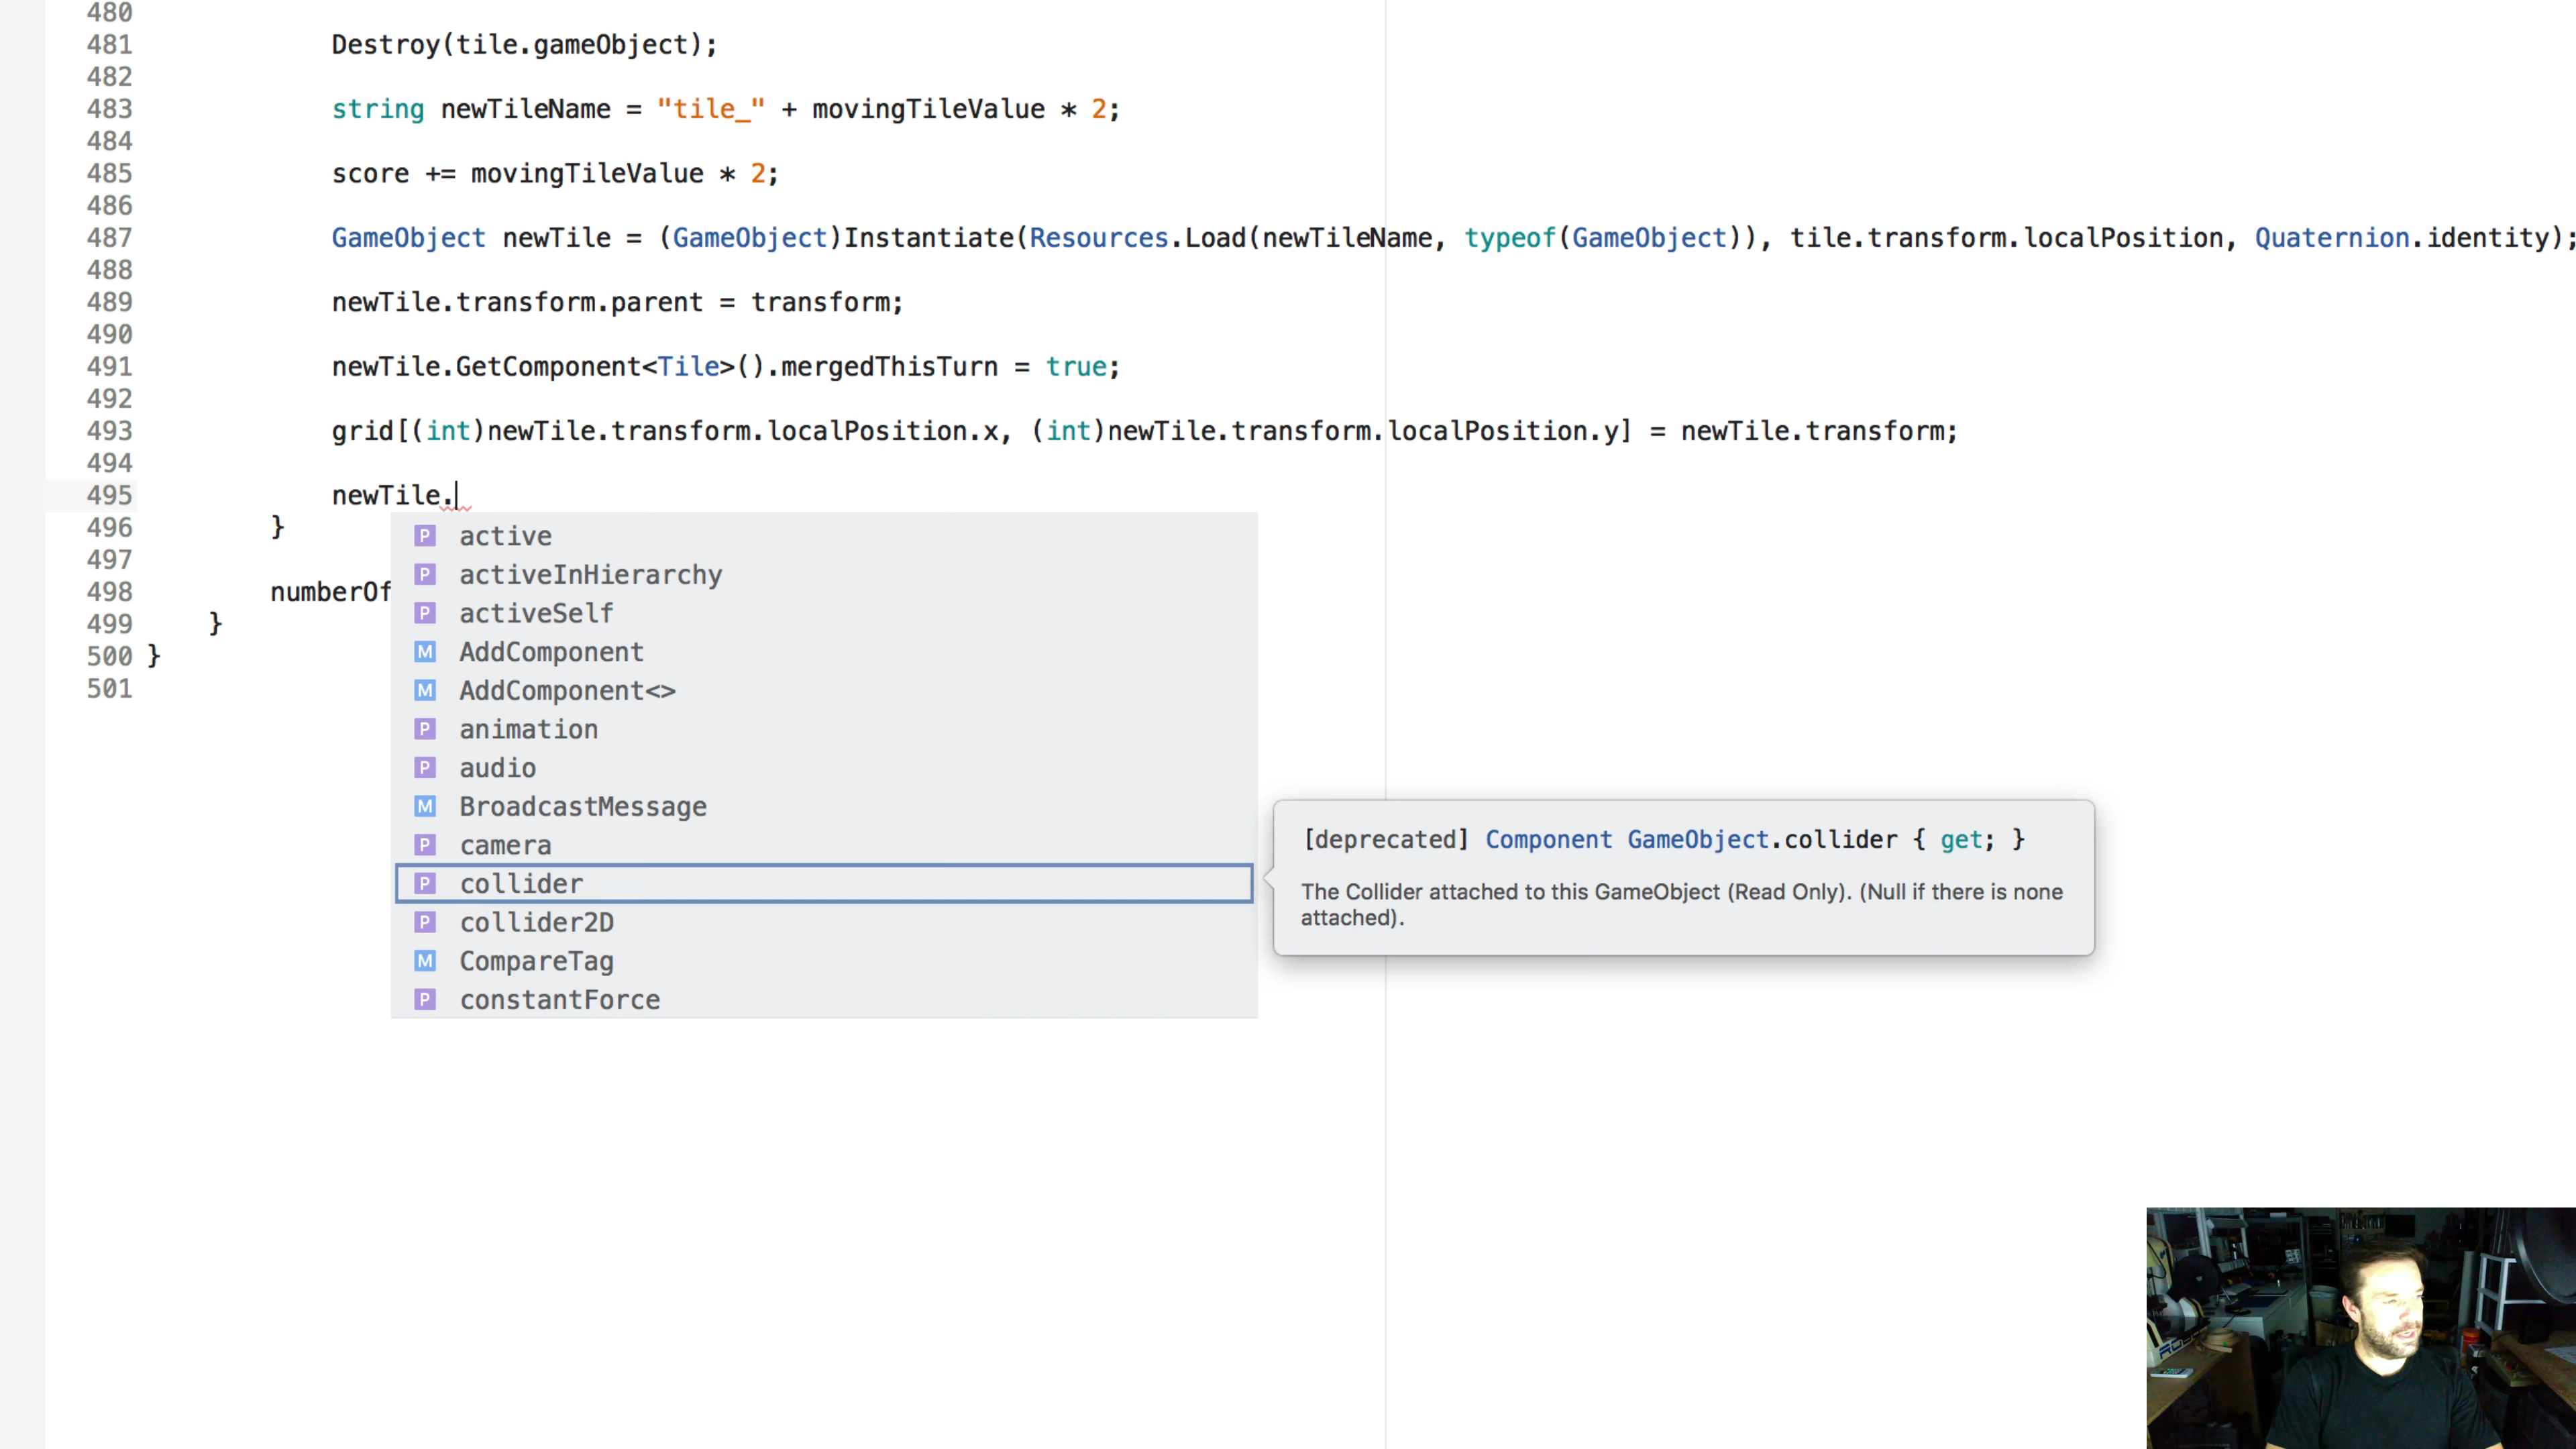 480
481 Destroy(tile.gameObject);
482
483 string newTileName = "tile_" + movingTileValue * 2;
484
485 score += movingTileValue * 2;
486
487 GameObject newTile = (GameObject)Instantiate(Resources.Load(newTileName, typeof(GameObject)), tile.transform.localPosition, Quaternion.identity);
488
489 newTile.transform.parent = transform;
490
491 newTile.GetComponent<Tile>().mergedThisTurn = true;
492
493 grid[(int)newTile.transform.localPosition.x, (int)newTile.transform.localPosition.y] = newTile.transform;
494
495 newTile.
496 }
497
498 numberOf
499 }
500 }
501
P active
P activeInHierarchy
P activeSelf
M AddComponent
M AddComponent<>
P animation
P audio
M BroadcastMessage
P camera
P collider
P collider2D
M CompareTag
P constantForce
[deprecated] Component GameObject.collider { get; }
The Collider attached to this GameObject (Read Only). (Null if there is none
attached).